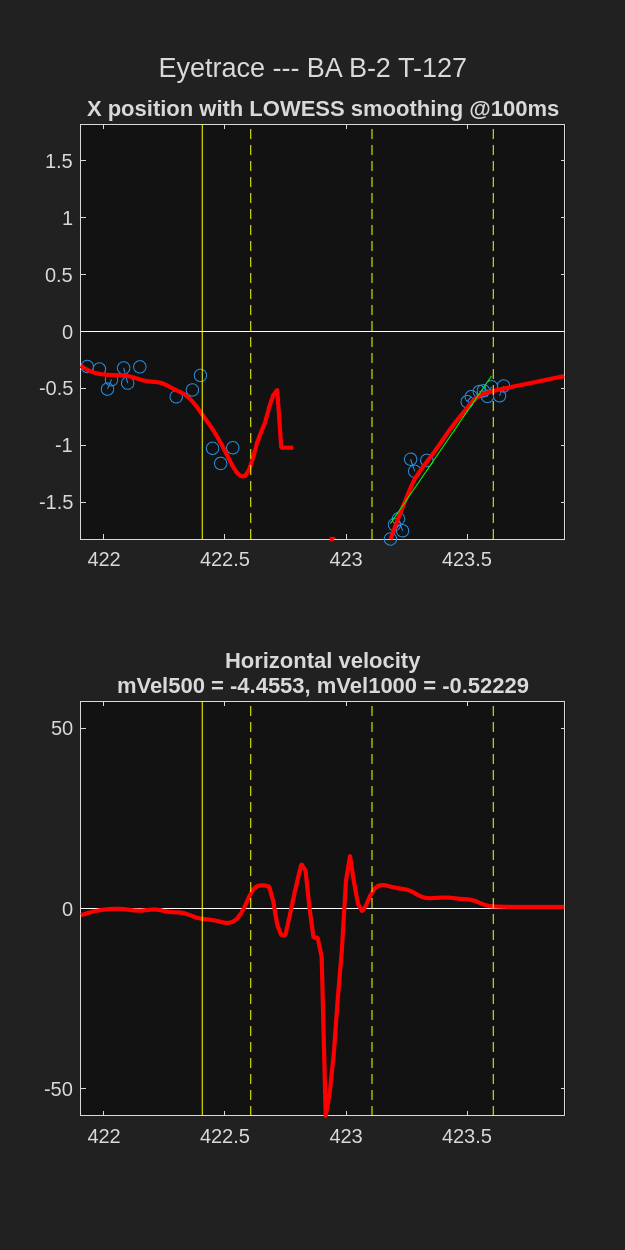 Eyetrace --- BA B-2 T-127
X position with LOWESS smoothing @100ms
1.5
1
0.5
0
-0.5
-1
-1.5
422 422.5 423 423.5
Horizontal velocity
mVel500 = -4.4553, mVel1000 = -0.52229
50
0
-50
422 422.5 423 423.5